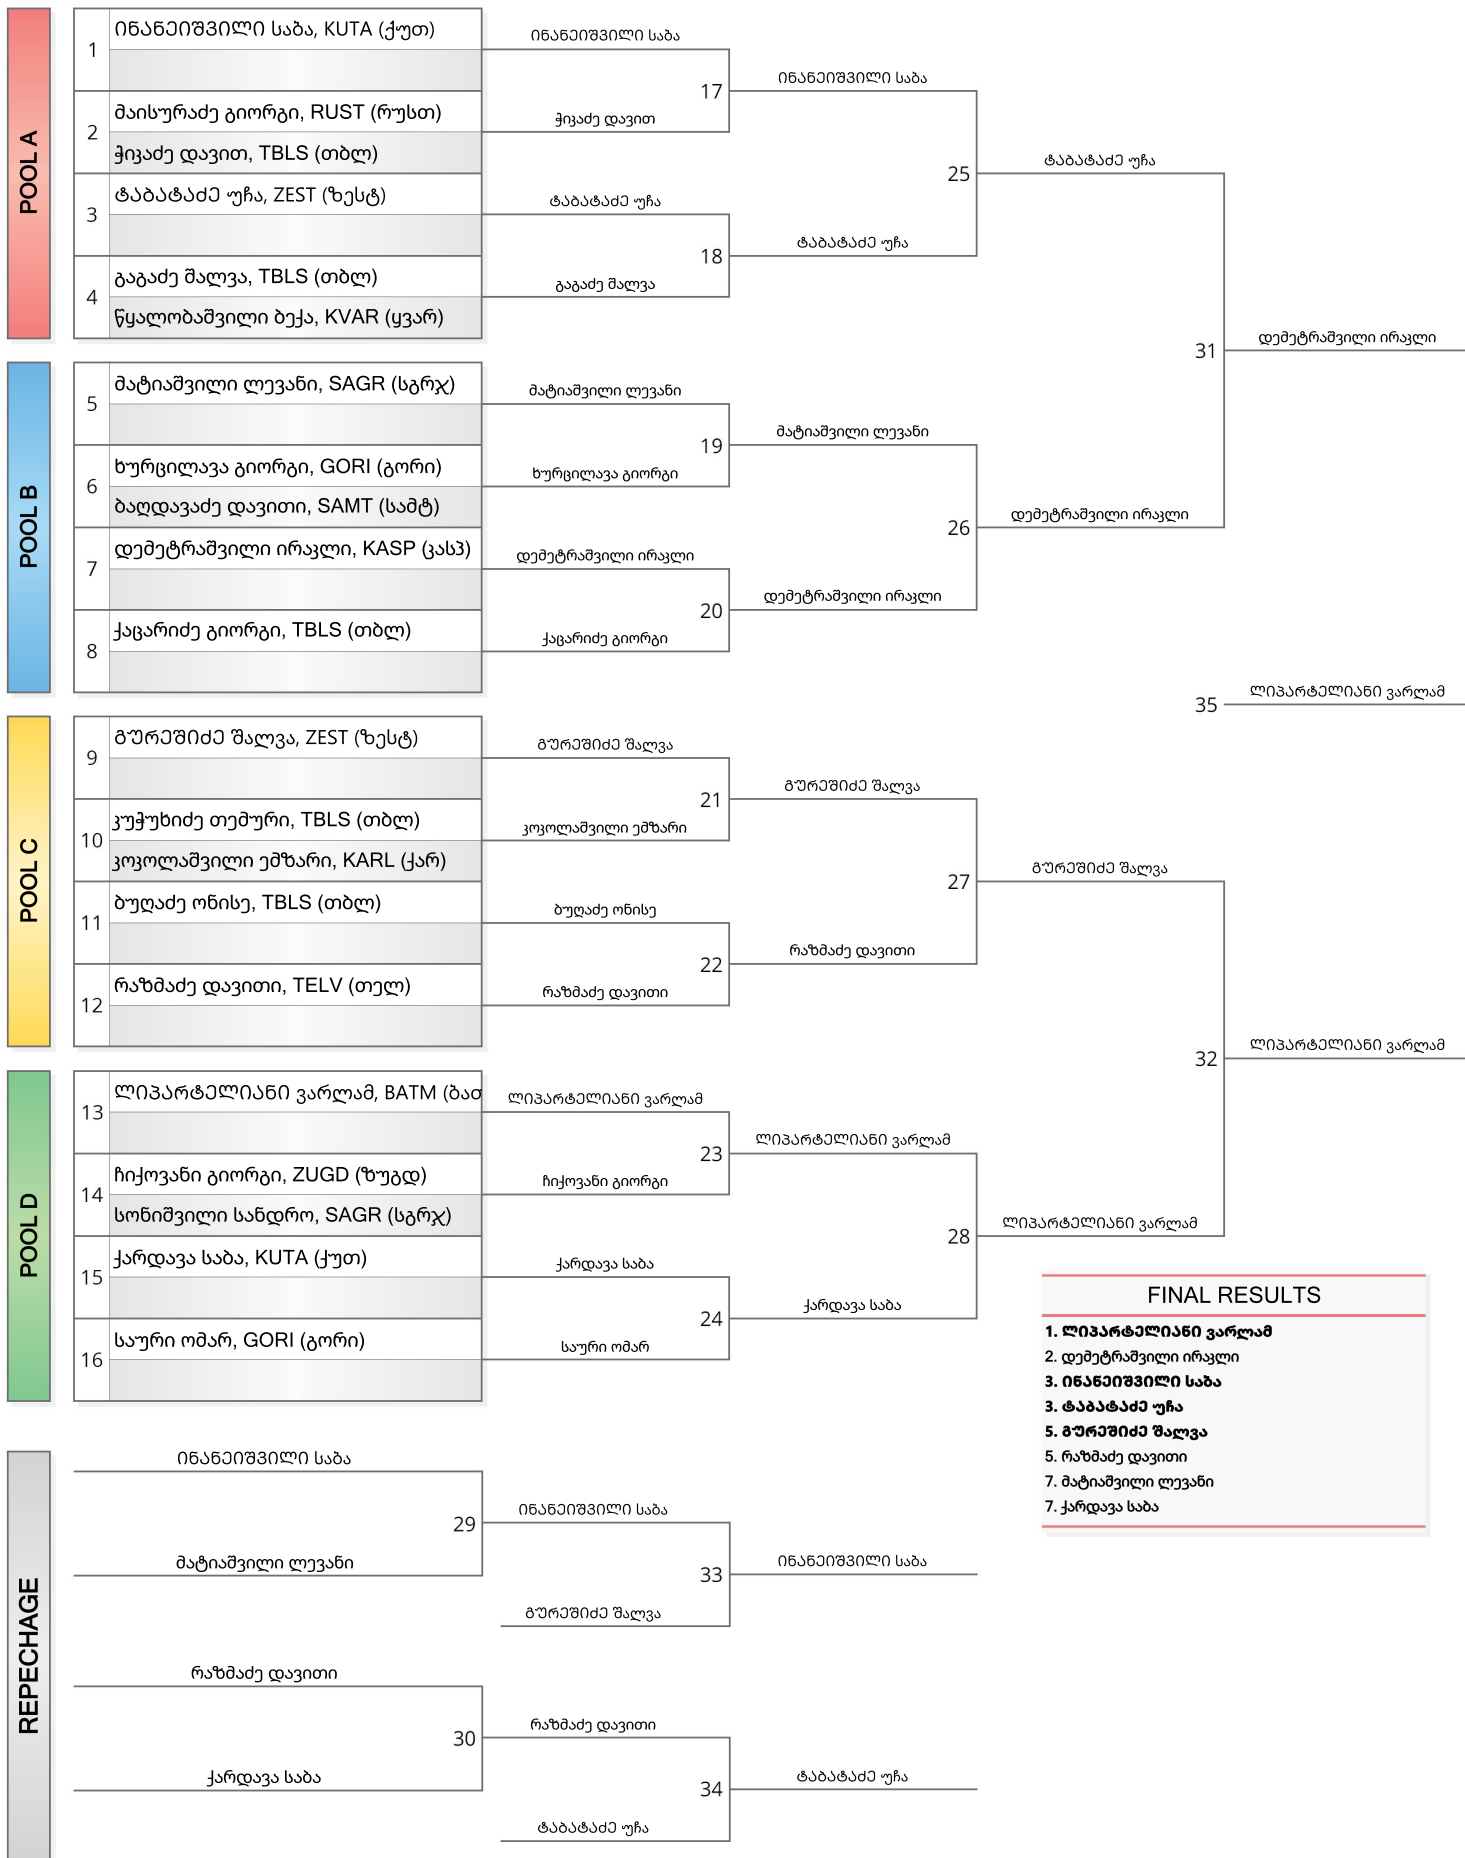 POOL A
1
ᲘᲜᲐᲜᲔᲘᲨᲕᲘᲚᲘ საბა, KUTA (ქუთ)
2
მაისურაძე გიორგი, RUST (რუსთ)
ჭიკაძე დავით, TBLS (თბლ)
3
ᲢᲐᲑᲐᲢᲐᲫᲔ უჩა, ZEST (ზესტ)
4
გაგაძე შალვა, TBLS (თბლ)
წყალობაშვილი ბექა, KVAR (ყვარ)
POOL B
5
მატიაშვილი ლევანი, SAGR (სგრჯ)
6
ხურცილავა გიორგი, GORI (გორი)
ბაღდავაძე დავითი, SAMT (სამტ)
7
დემეტრაშვილი ირაკლი, KASP (კასპ)
8
ქაცარიძე გიორგი, TBLS (თბლ)
POOL C
9
ᲒᲣᲠᲔᲨᲘᲫᲔ შალვა, ZEST (ზესტ)
10
კუჭუხიძე თემური, TBLS (თბლ)
კოკოლაშვილი ემზარი, KARL (ქარ)
11
ბუღაძე ონისე, TBLS (თბლ)
12
რაზმაძე დავითი, TELV (თელ)
POOL D
13
ᲚᲘᲞᲐᲠᲢᲔᲚᲘᲐᲜᲘ ვარლამ, BATM (ბათ
14
ჩიქოვანი გიორგი, ZUGD (ზუგდ)
სონიშვილი სანდრო, SAGR (სგრჯ)
15
ქარდავა საბა, KUTA (ქუთ)
16
საური ომარ, GORI (გორი)
ᲘᲜᲐᲜᲔᲘᲨᲕᲘᲚᲘ საბა
17
ჭიკაძე დავით
ᲢᲐᲑᲐᲢᲐᲫᲔ უჩა
18
გაგაძე შალვა
მატიაშვილი ლევანი
19
ხურცილავა გიორგი
დემეტრაშვილი ირაკლი
20
ქაცარიძე გიორგი
ᲒᲣᲠᲔᲨᲘᲫᲔ შალვა
21
კოკოლაშვილი ემზარი
ბუღაძე ონისე
22
რაზმაძე დავითი
ᲚᲘᲞᲐᲠᲢᲔᲚᲘᲐᲜᲘ ვარლამ
23
ჩიქოვანი გიორგი
ქარდავა საბა
24
საური ომარ
ᲘᲜᲐᲜᲔᲘᲨᲕᲘᲚᲘ საბა
25
ᲢᲐᲑᲐᲢᲐᲫᲔ უჩა
მატიაშვილი ლევანი
26
დემეტრაშვილი ირაკლი
ᲒᲣᲠᲔᲨᲘᲫᲔ შალვა
27
რაზმაძე დავითი
ᲚᲘᲞᲐᲠᲢᲔᲚᲘᲐᲜᲘ ვარლამ
28
ქარდავა საბა
ᲢᲐᲑᲐᲢᲐᲫᲔ უჩა
31
დემეტრაშვილი ირაკლი
ᲒᲣᲠᲔᲨᲘᲫᲔ შალვა
32
ᲚᲘᲞᲐᲠᲢᲔᲚᲘᲐᲜᲘ ვარლამ
დემეტრაშვილი ირაკლი
35
ᲚᲘᲞᲐᲠᲢᲔᲚᲘᲐᲜᲘ ვარლამ
ᲚᲘᲞᲐᲠᲢᲔᲚᲘᲐᲜᲘ ვარლამ
FINAL RESULTS
1. ᲚᲘᲞᲐᲠᲢᲔᲚᲘᲐᲜᲘ ვარლამ
2. დემეტრაშვილი ირაკლი
3. ᲘᲜᲐᲜᲔᲘᲨᲕᲘᲚᲘ საბა
3. ᲢᲐᲑᲐᲢᲐᲫᲔ უჩა
5. ᲒᲣᲠᲔᲨᲘᲫᲔ შალვა
5. რაზმაძე დავითი
7. მატიაშვილი ლევანი
7. ქარდავა საბა
REPECHAGE
ᲘᲜᲐᲜᲔᲘᲨᲕᲘᲚᲘ საბა
29
მატიაშვილი ლევანი
რაზმაძე დავითი
30
ქარდავა საბა
ᲘᲜᲐᲜᲔᲘᲨᲕᲘᲚᲘ საბა
33
ᲒᲣᲠᲔᲨᲘᲫᲔ შალვა
რაზმაძე დავითი
34
ᲢᲐᲑᲐᲢᲐᲫᲔ უჩა
ᲘᲜᲐᲜᲔᲘᲨᲕᲘᲚᲘ საბა
ᲢᲐᲑᲐᲢᲐᲫᲔ უჩა